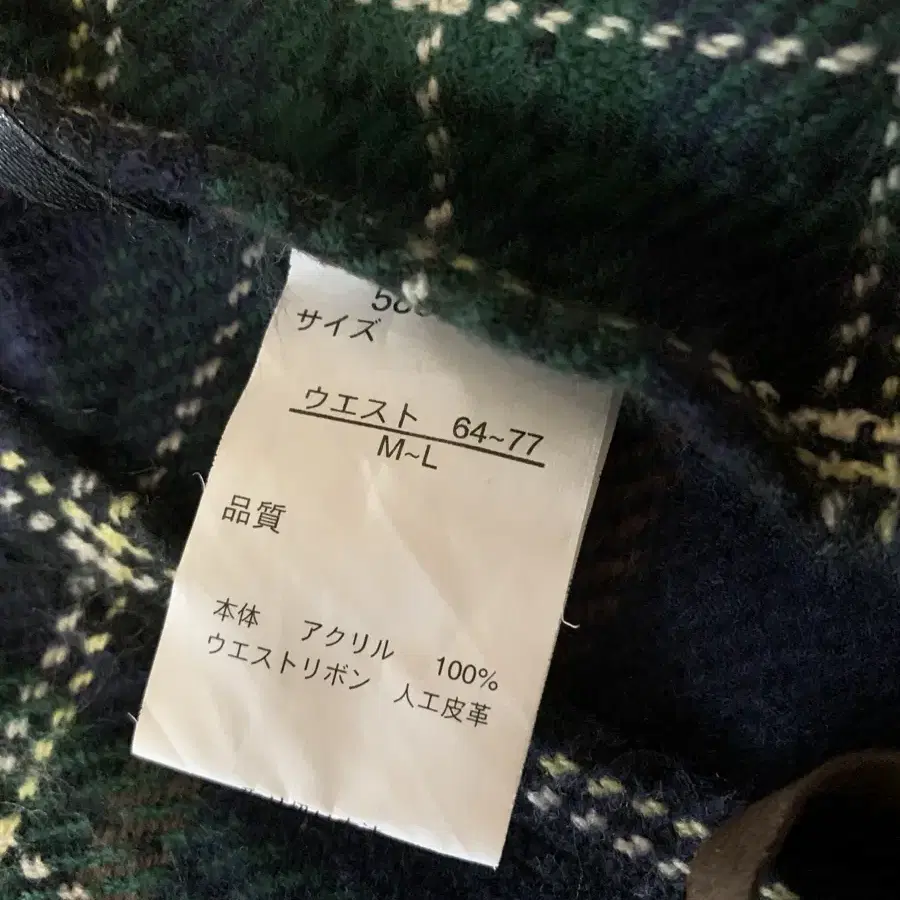 サイズ
ウエスト 64~77
M~L
品質
本体 アクリル 100%
ウエストリボン 人工皮革